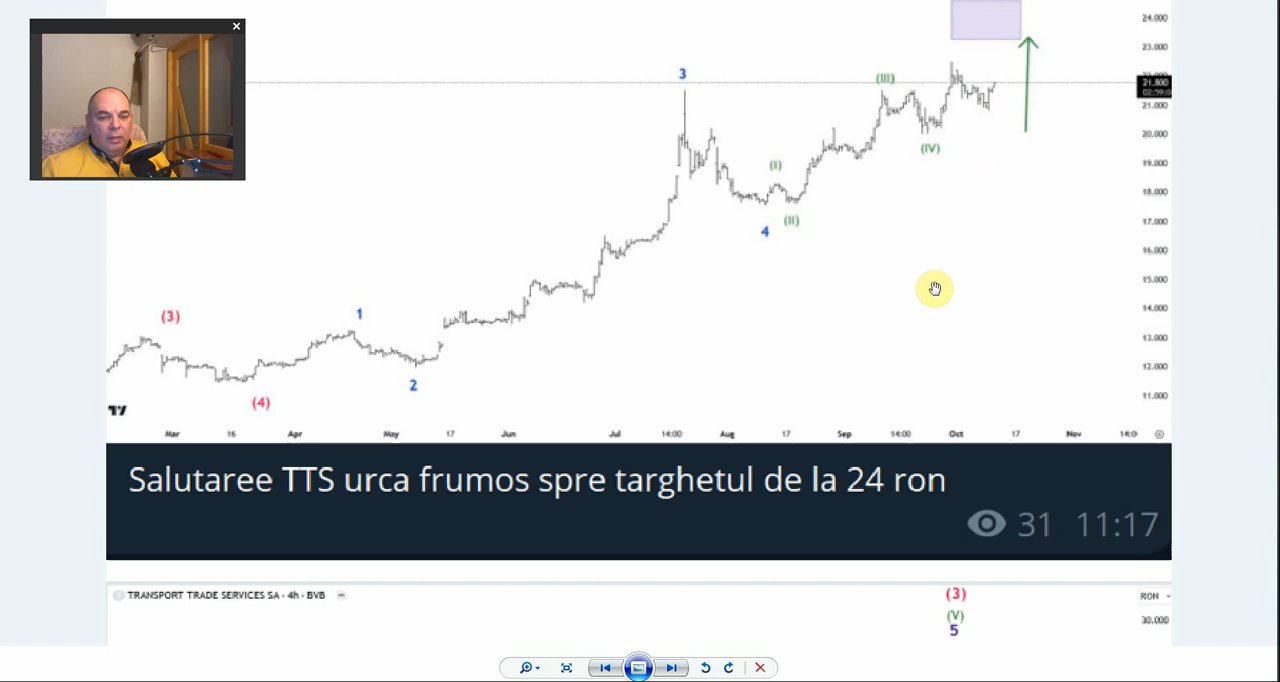 24.000
23.000
3
(III)
21.800
21.000
20.000
(IV)
19.000
(I)
18.000
(II)
4
17.000
16.000
15.000
14.000
(3)
1
13.000
12.000
2
(4)
11.000
Mar 16 Apr May 17 Jun Jul 14:00 Aug 17 Sep 14:00 Oct 17 Nov 14:0
Salutaree TTS urca frumos spre targhetul de la 24 ron
31 11:17
TRANSPORT TRADE SERVICES SA - 4h - BVB
(3)
RON
(V)
30.000
5